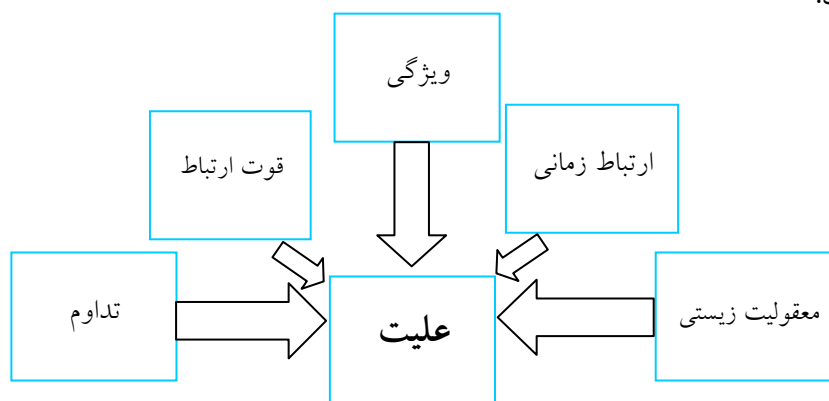 ویژگی
ارتباط زمانی
قوت ارتباط
معقولیت زیستی
تداوم
علیت